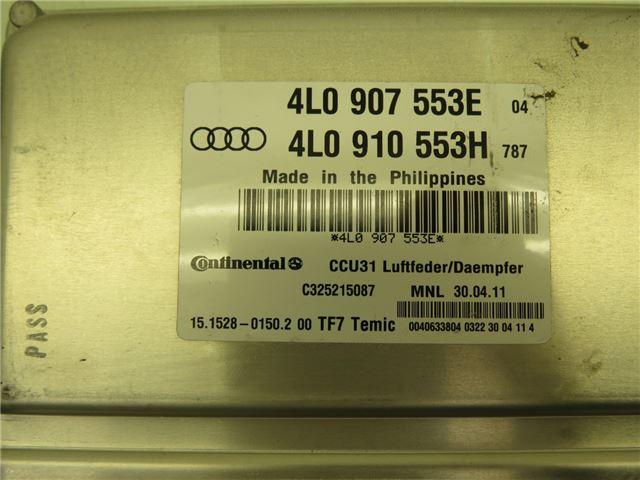 4L0 907 553E 04
4L0 910 553H 787
Made in the Philippines
*4L0 907 553E*
Continental CCU31 Luftfeder/Daempfer
C325215087 MNL 30.04.11
15.1528-0150.2 00 TF7 Temic 0040633804 0322 30 04 11 4
PASS